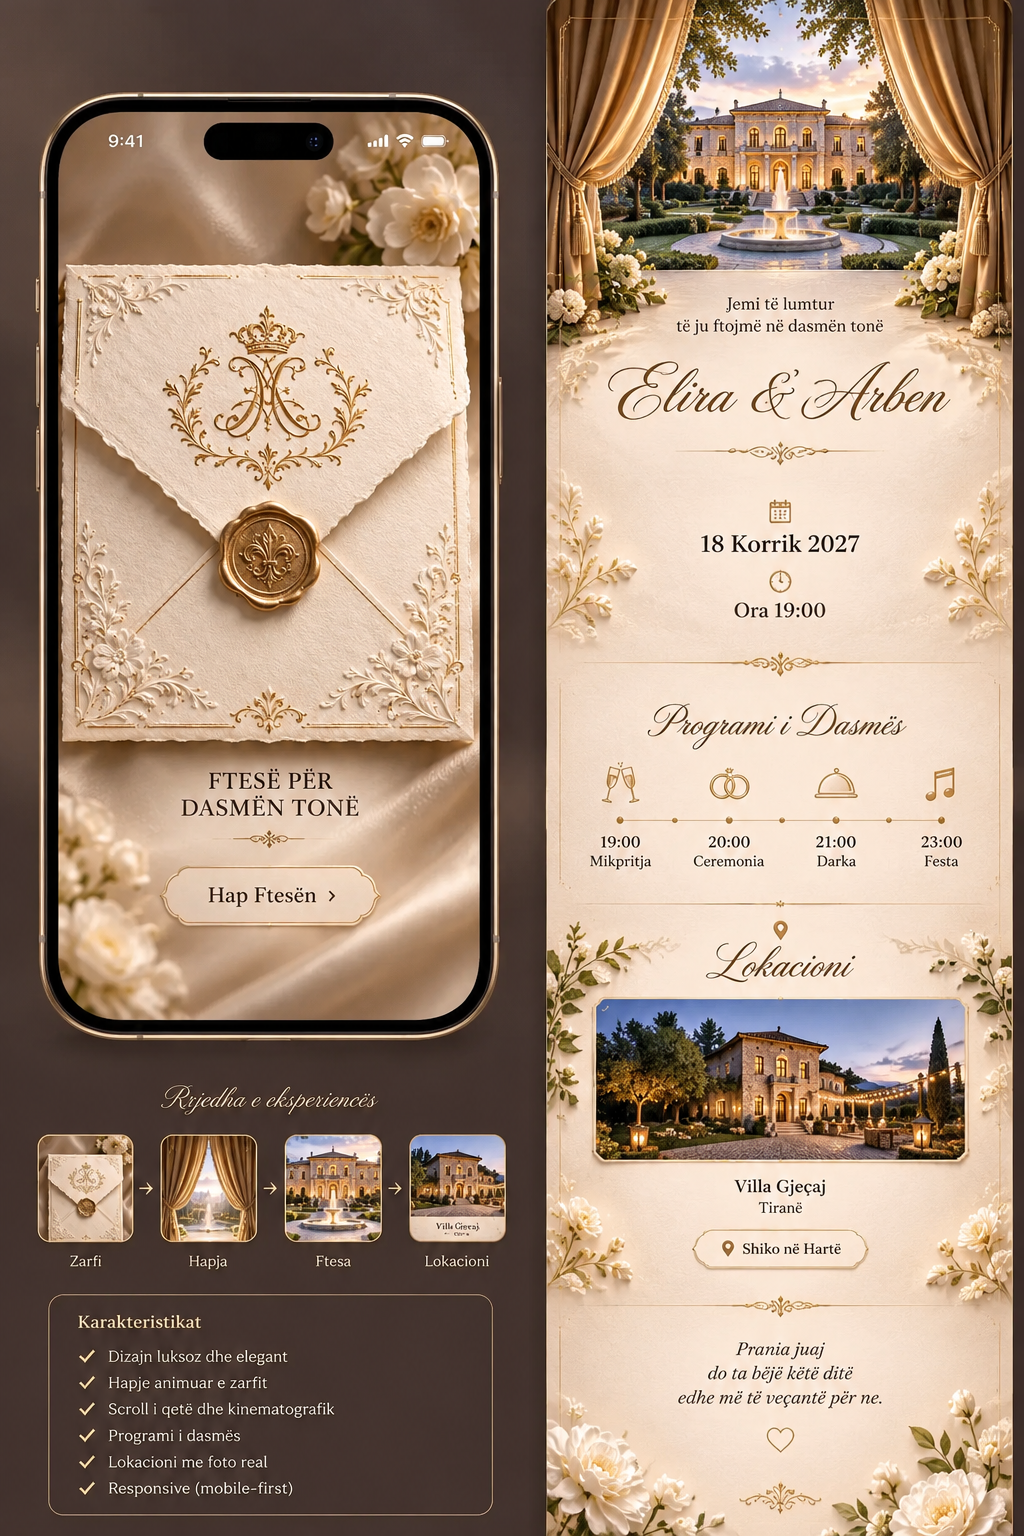 9:41
FTESË PËR
DASMËN TONË
Hap Ftesën ›
Rrjedha e eksperiencës
Zarfi
Hapja
Ftesa
Villa Gjeçaj
Lokacioni
Karakteristikat
Dizajn luksoz dhe elegant
Hapje animuar e zarfit
Scroll i qetë dhe kinematografik
Programi i dasmës
Lokacioni me foto real
Responsive (mobile-first)
Jemi të lumtur
të ju ftojmë në dasmën tonë
Elira & Arben
18 Korrik 2027
Ora 19:00
Programi i Dasmës
19:00
Mikpritja
20:00
Ceremonia
21:00
Darka
23:00
Festa
Lokacioni
Villa Gjeçaj
Tiranë
Shiko në Hartë
Prania juaj
do ta bëjë këtë ditë
edhe më të veçantë për ne.